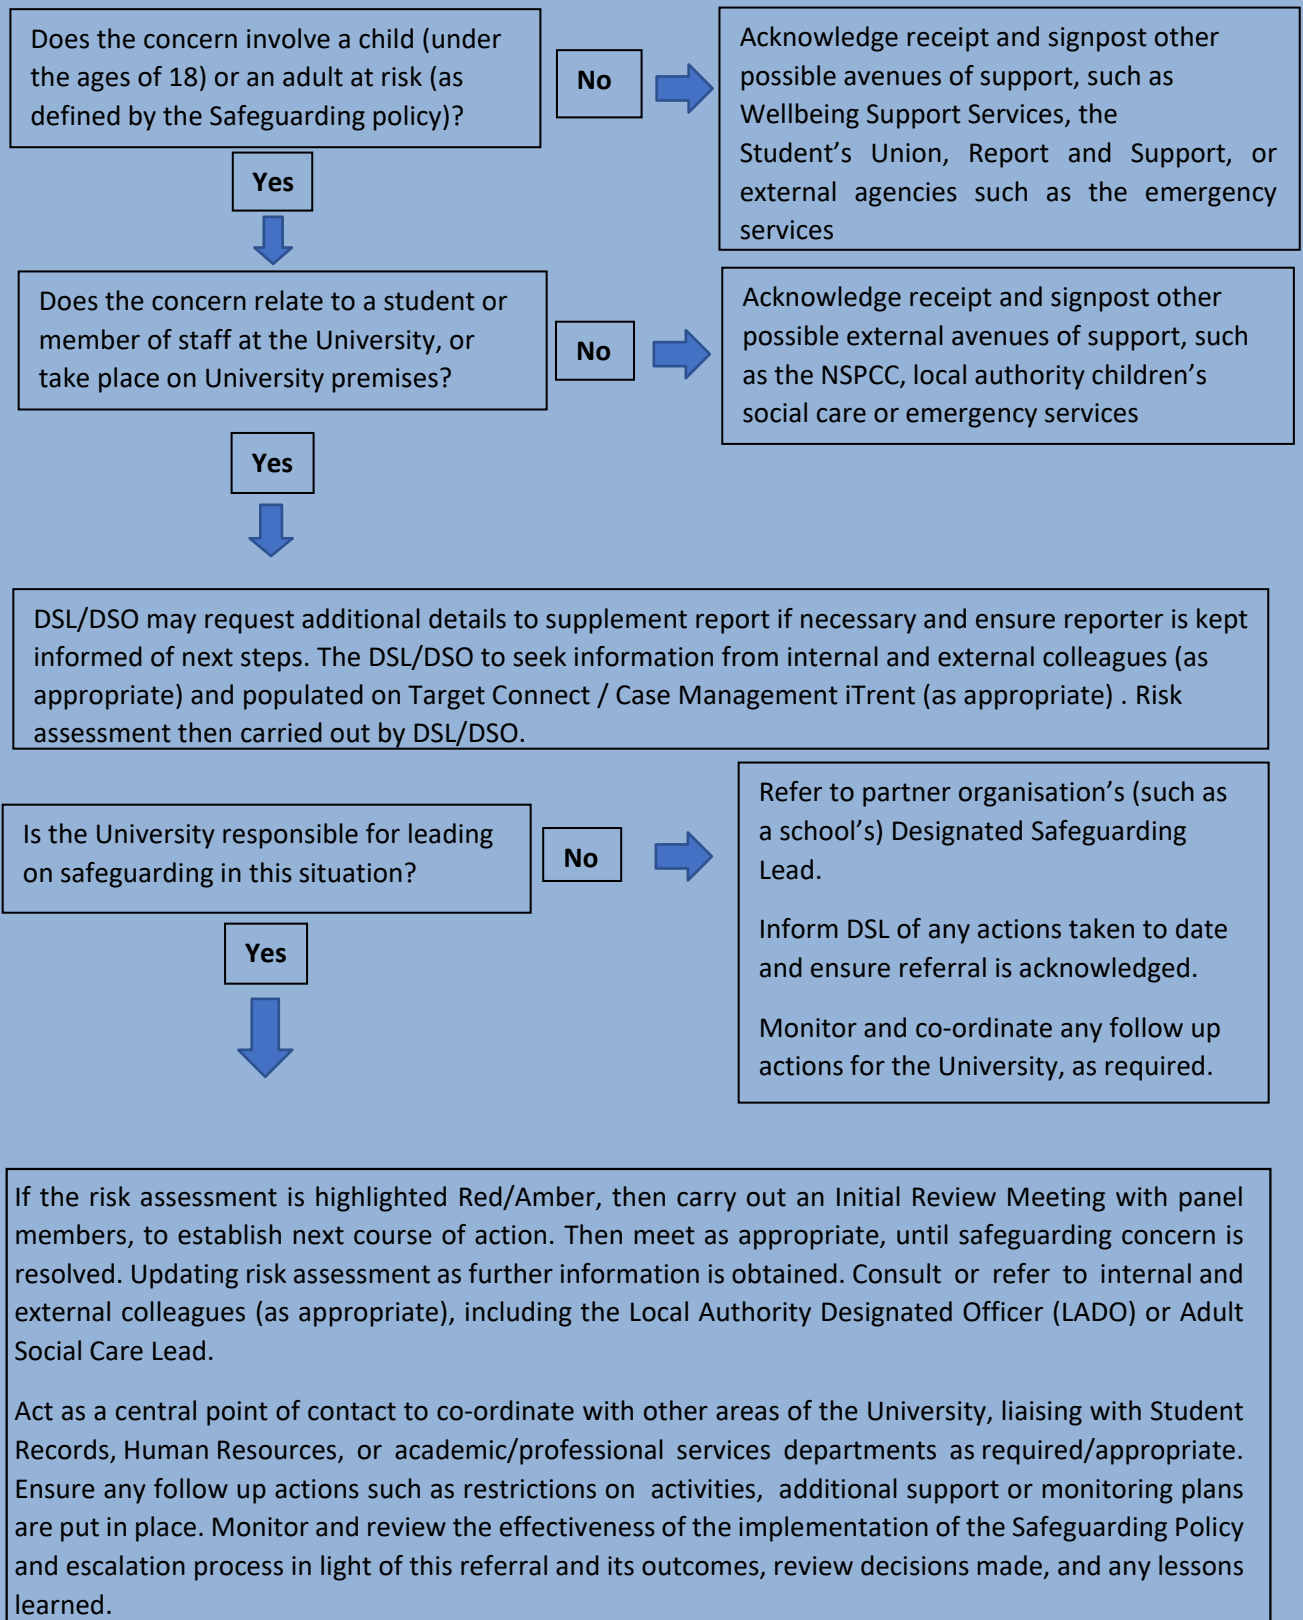 Does the concern involve a child (under
the ages of 18) or an adult at risk (as
defined by the Safeguarding policy)?
No
Acknowledge receipt and signpost other
possible avenues of support, such as
Wellbeing Support Services, the
Student’s Union, Report and Support, or
external agencies such as the emergency
services
Yes
Does the concern relate to a student or
member of staff at the University, or
take place on University premises?
No
Acknowledge receipt and signpost other
possible external avenues of support, such
as the NSPCC, local authority children’s
social care or emergency services
Yes
DSL/DSO may request additional details to supplement report if necessary and ensure reporter is kept
informed of next steps. The DSL/DSO to seek information from internal and external colleagues (as
appropriate) and populated on Target Connect / Case Management iTrent (as appropriate) . Risk
assessment then carried out by DSL/DSO.
Is the University responsible for leading
on safeguarding in this situation?
No
Refer to partner organisation’s (such as
a school’s) Designated Safeguarding
Lead.
Inform DSL of any actions taken to date
and ensure referral is acknowledged.
Monitor and co-ordinate any follow up
actions for the University, as required.
Yes
If the risk assessment is highlighted Red/Amber, then carry out an Initial Review Meeting with panel
members, to establish next course of action. Then meet as appropriate, until safeguarding concern is
resolved. Updating risk assessment as further information is obtained. Consult or refer to internal and
external colleagues (as appropriate), including the Local Authority Designated Officer (LADO) or Adult
Social Care Lead.
Act as a central point of contact to co-ordinate with other areas of the University, liaising with Student
Records, Human Resources, or academic/professional services departments as required/appropriate.
Ensure any follow up actions such as restrictions on activities, additional support or monitoring plans
are put in place. Monitor and review the effectiveness of the implementation of the Safeguarding Policy
and escalation process in light of this referral and its outcomes, review decisions made, and any lessons
learned.